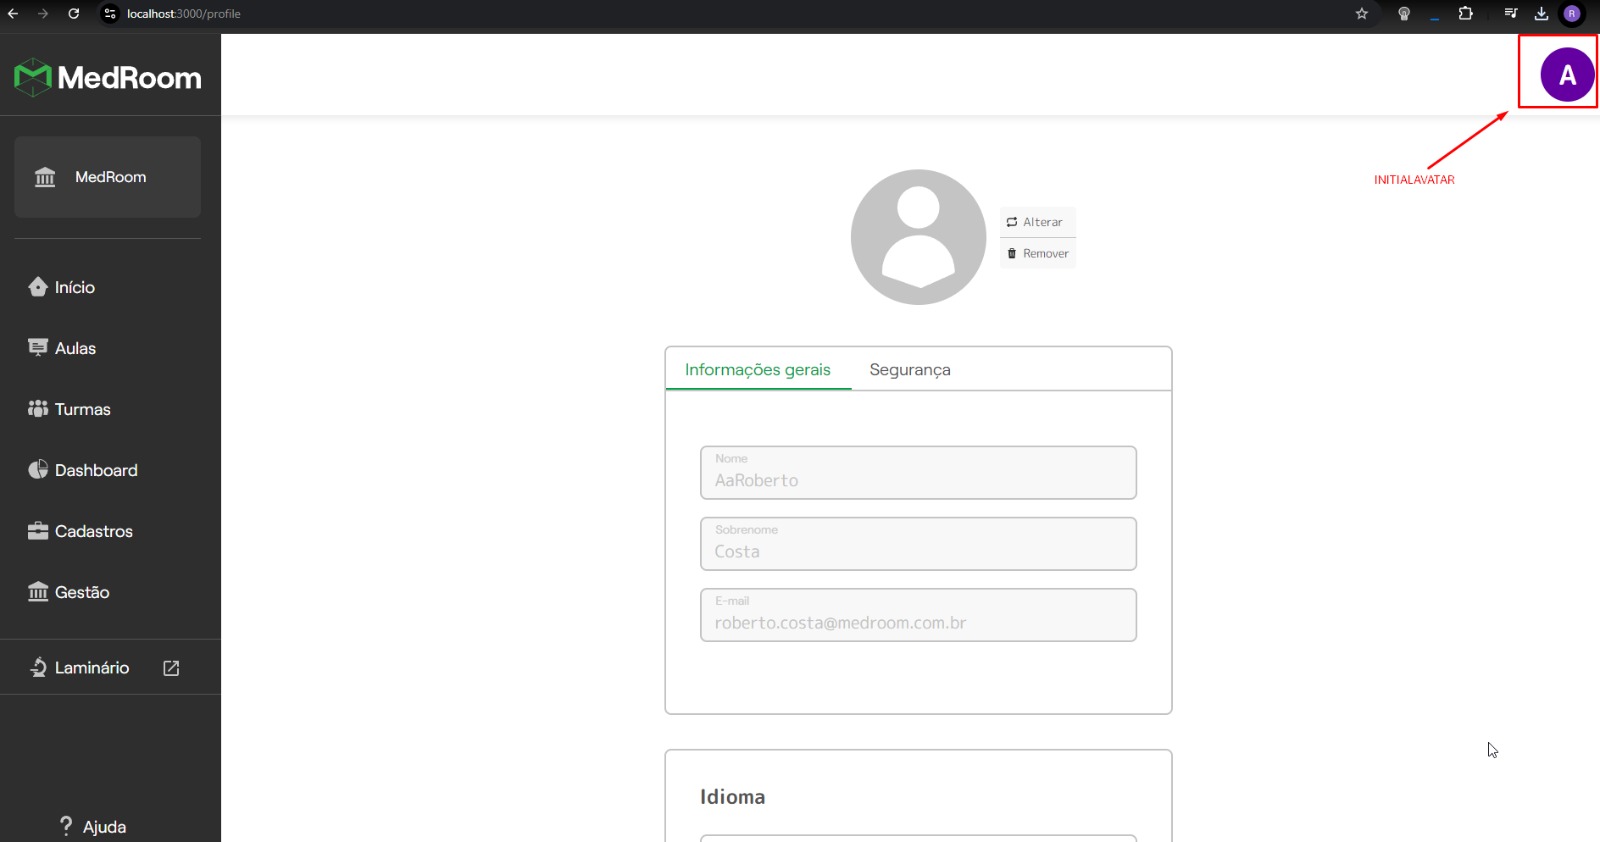 localhost:3000/profile
R
MedRoom
A
MedRoom
INITIALAVATAR
Alterar
Remover
Início
Aulas
Turmas
Dashboard
Cadastros
Gestão
Laminário
Ajuda
Informações gerais
Segurança
Nome
AaRoberto
Sobrenome
Costa
E-mail
roberto.costa@medroom.com.br
Idioma